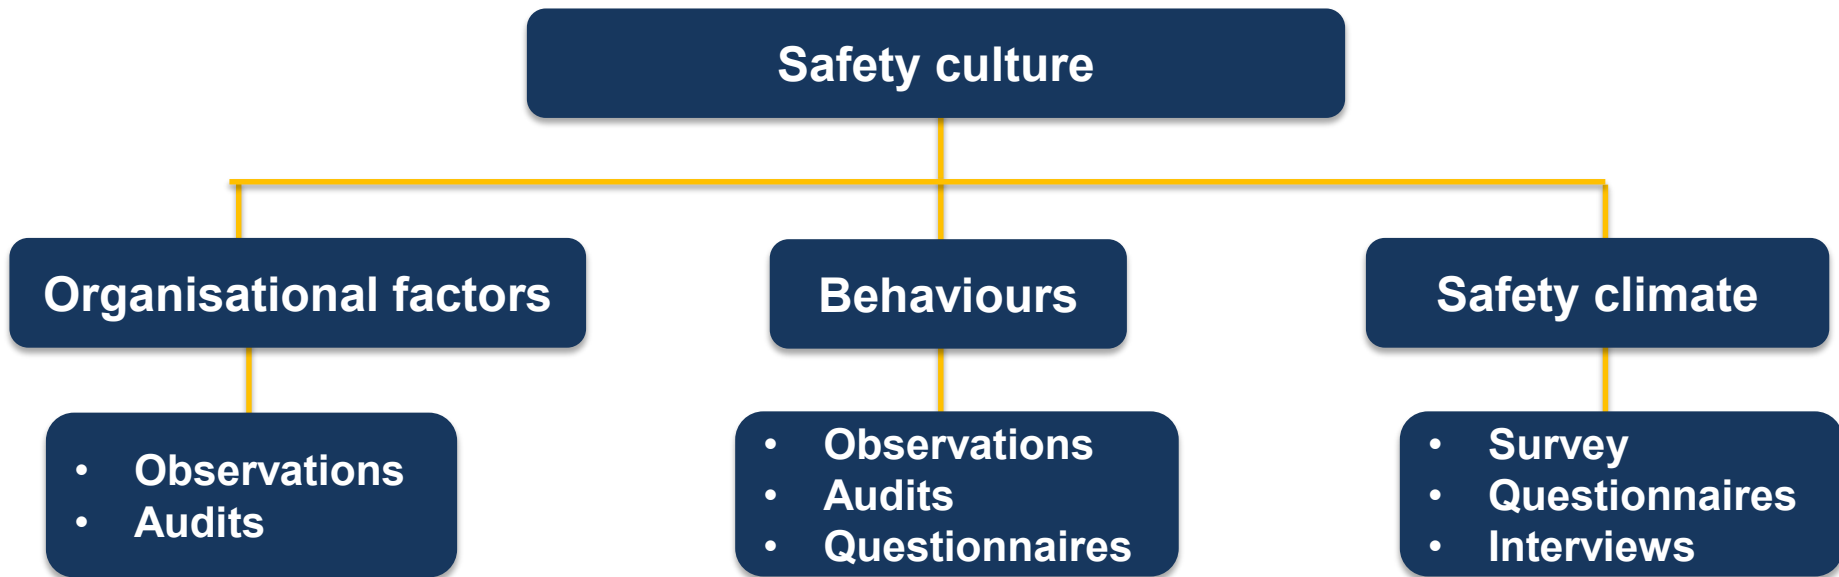 Safety culture
Organisational factors
Behaviours
Safety climate
• Observations
• Audits
• Observations
• Audits
• Questionnaires
• Survey
• Questionnaires
• Interviews